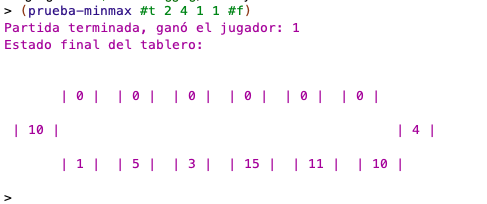 > (prueba-minmax #t 2 4 1 1 #f)
Partida terminada, ganó el jugador: 1
Estado final del tablero:
| 0 | | 0 | | 0 | | 0 | | 0 | | 0 |
| 10 | | 4 |
| 1 | | 5 | | 3 | | 15 | | 11 | | 10 |
>